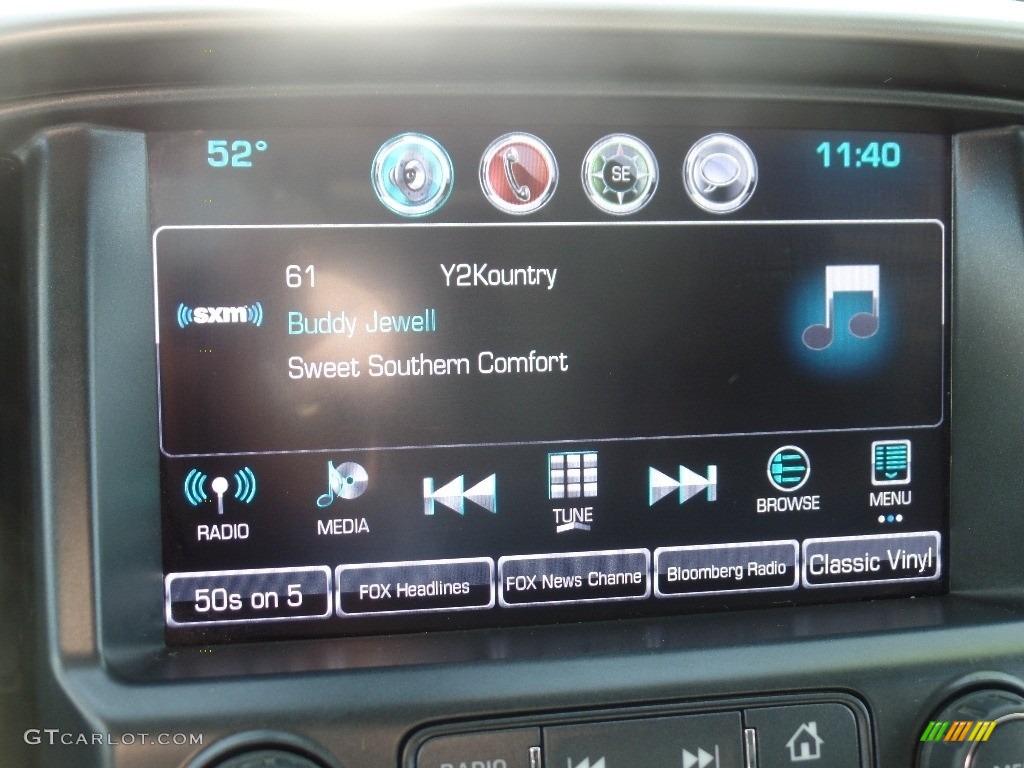 52° SE 11:40
61 Y2Kountry
sxm
Buddy Jewell
Sweet Southern Comfort
RADIO MEDIA TUNE BROWSE MENU
50s on 5 FOX Headlines FOX News Channe Bloomberg Radio Classic Vinyl
GTCARLOT.COM
RADIO